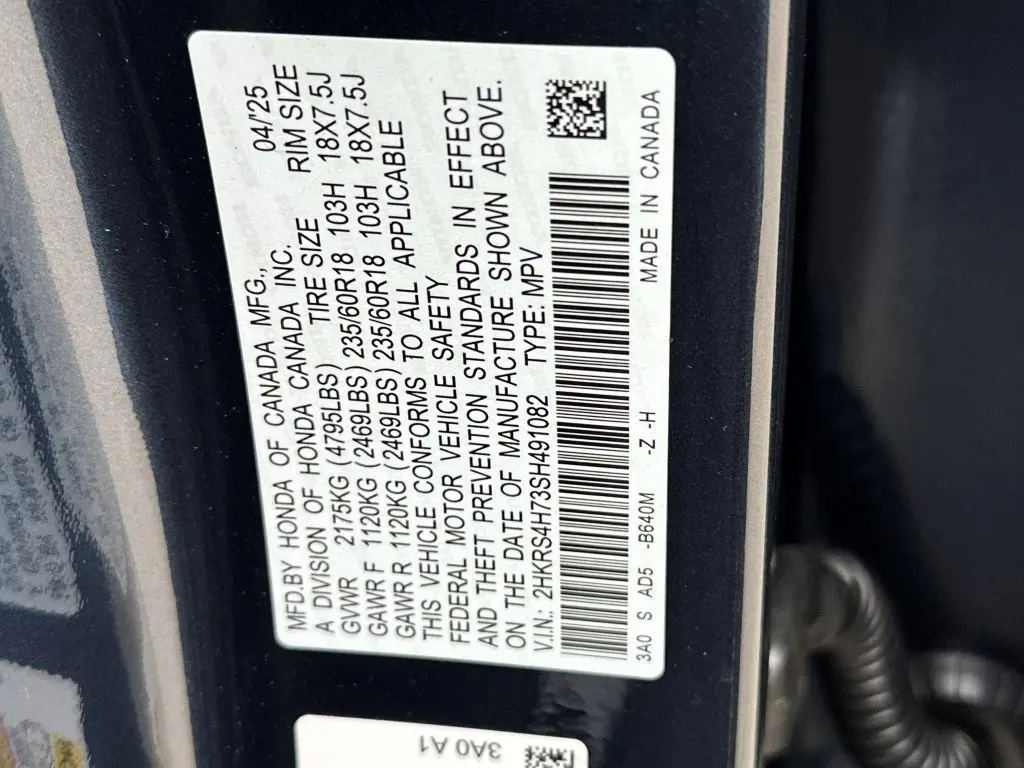 MFD.BY HONDA OF CANADA MFG., 04/'25
A DIVISION OF HONDA CANADA INC.
TIRE SIZE RIM SIZE
GVWR 2175KG (4795LBS)
GAWR F 1120KG (2469LBS) 235/60R18 103H 18X7.5J
GAWR R 1120KG (2469LBS) 235/60R18 103H 18X7.5J
THIS VEHICLE CONFORMS TO ALL APPLICABLE
FEDERAL MOTOR VEHICLE SAFETY
AND THEFT PREVENTION STANDARDS IN EFFECT
ON THE DATE OF MANUFACTURE SHOWN ABOVE.
V.I.N.: 2HKRS4H73SH491082 TYPE: MPV
3A0 S AD5 -B640M -Z -H MADE IN CANADA
3A0 A1